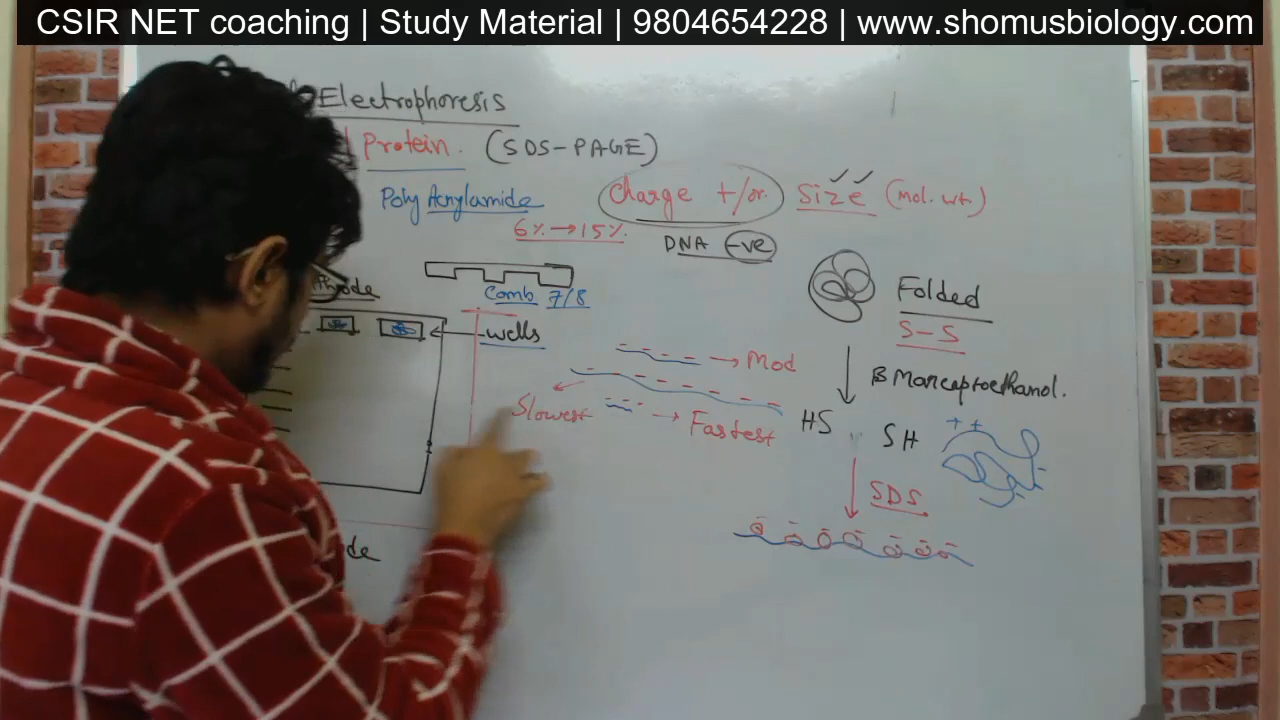 CSIR NET coaching | Study Material | 9804654228 | www.shomusbiology.com
Electrophoresis
Protein. (SDS-PAGE)
Poly Acrylamide
Charge +/or. Size (mol. wt)
6% → 15%.
DNA -ve
Folded
S-S
Comb 7/8
wells
→ Mod
B Marcaptoethanol.
Slowest
→ Fastest
HS SH
+ +
SDS